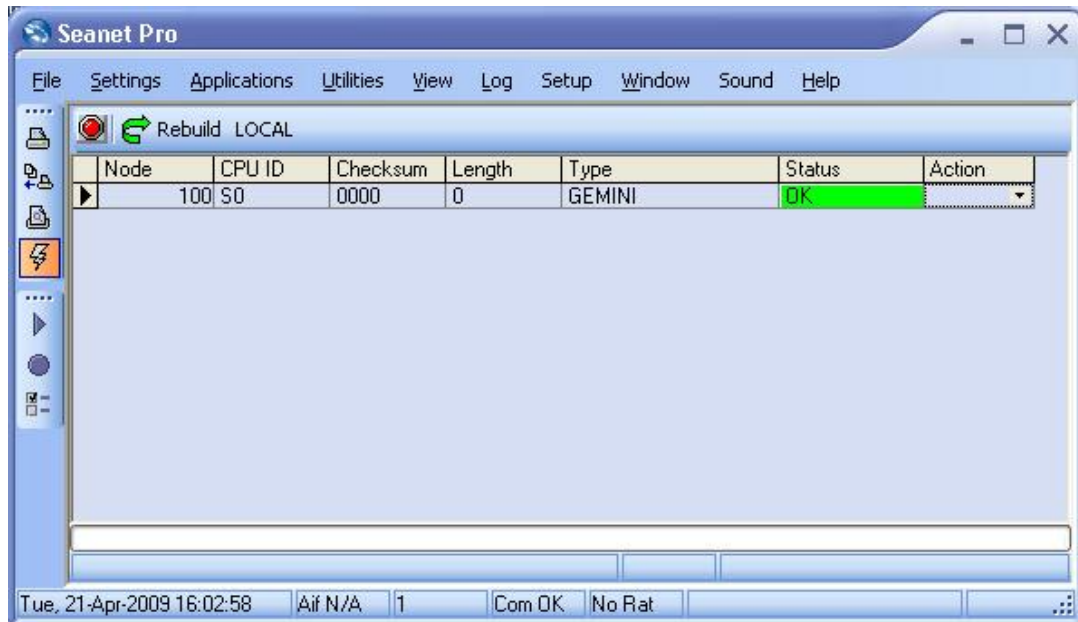 Seanet Pro
File Settings Applications Utilities View Log Setup Window Sound Help
Rebuild LOCAL
Node CPU ID Checksum Length Type Status Action
100 S0 0000 0 GEMINI OK
Tue, 21-Apr-2009 16:02:58 Aif N/A 1 Com OK No Rat